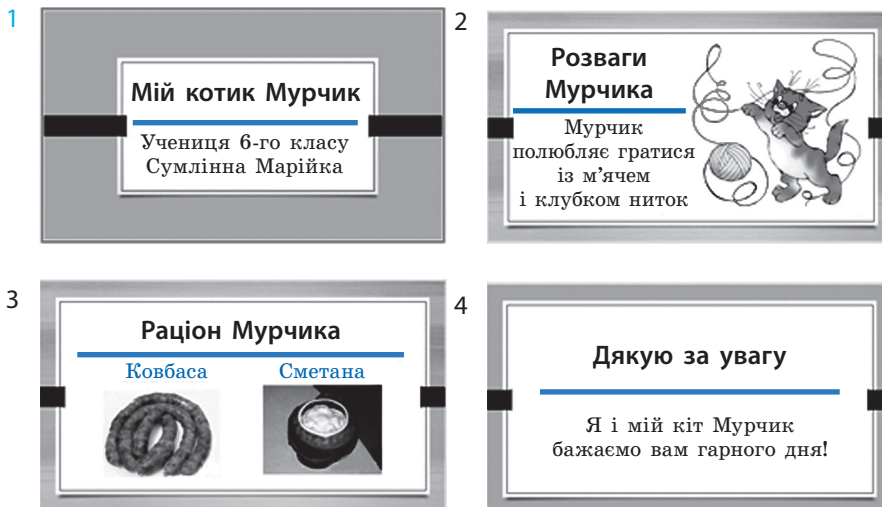 1
Мій котик Мурчик
Учениця 6-го класу
Сумлінна Марійка
2
Розваги
Мурчика
Мурчик
полюбляє гратися
із м’ячем
і клубком ниток
3
Раціон Мурчика
Ковбаса Сметана
4
Дякую за увагу
Я і мій кіт Мурчик
бажаємо вам гарного дня!